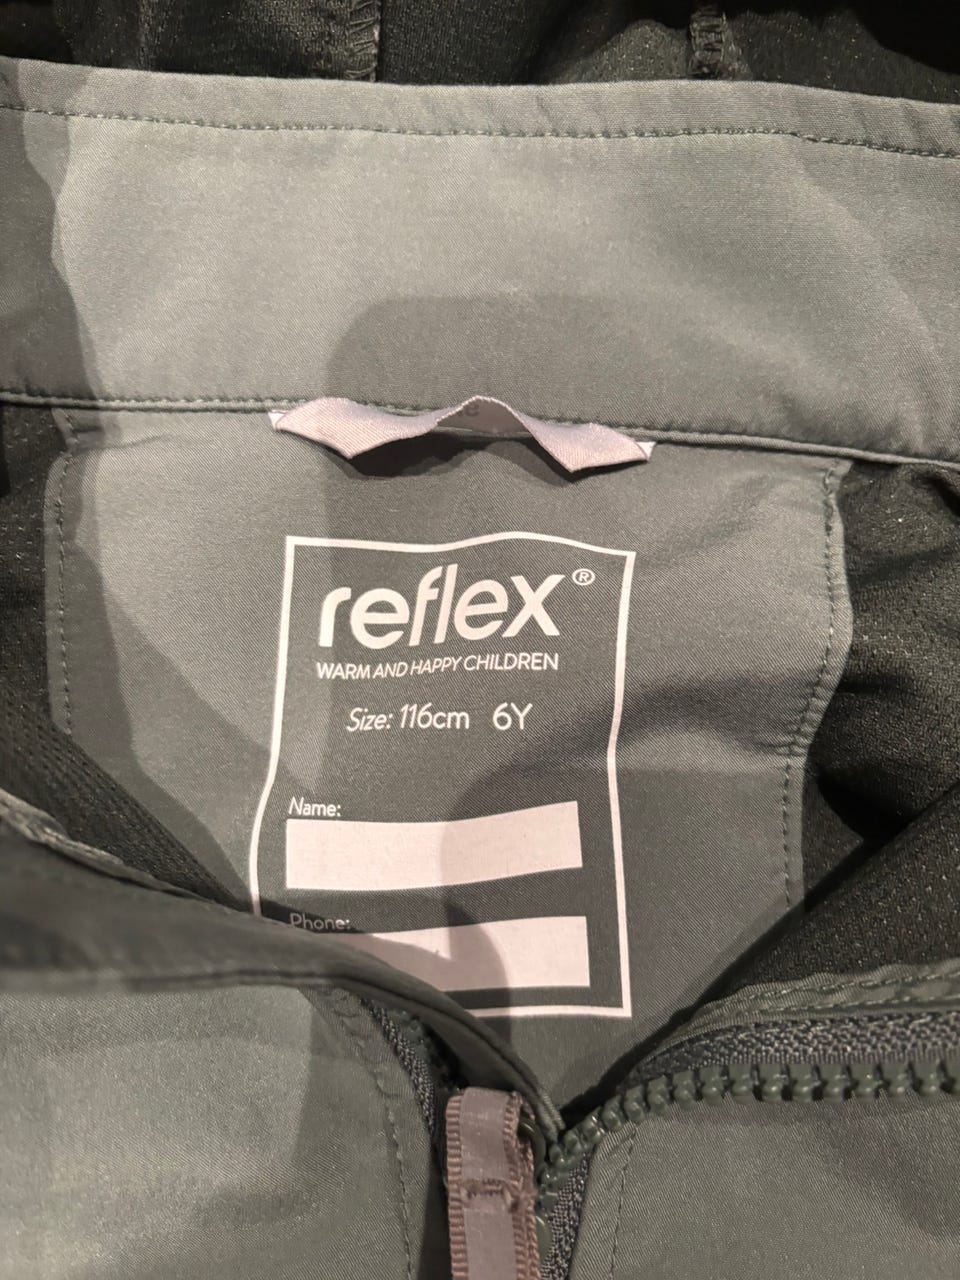 reflex®
WARM AND HAPPY CHILDREN
Size: 116cm 6Y
Name:
Phone: